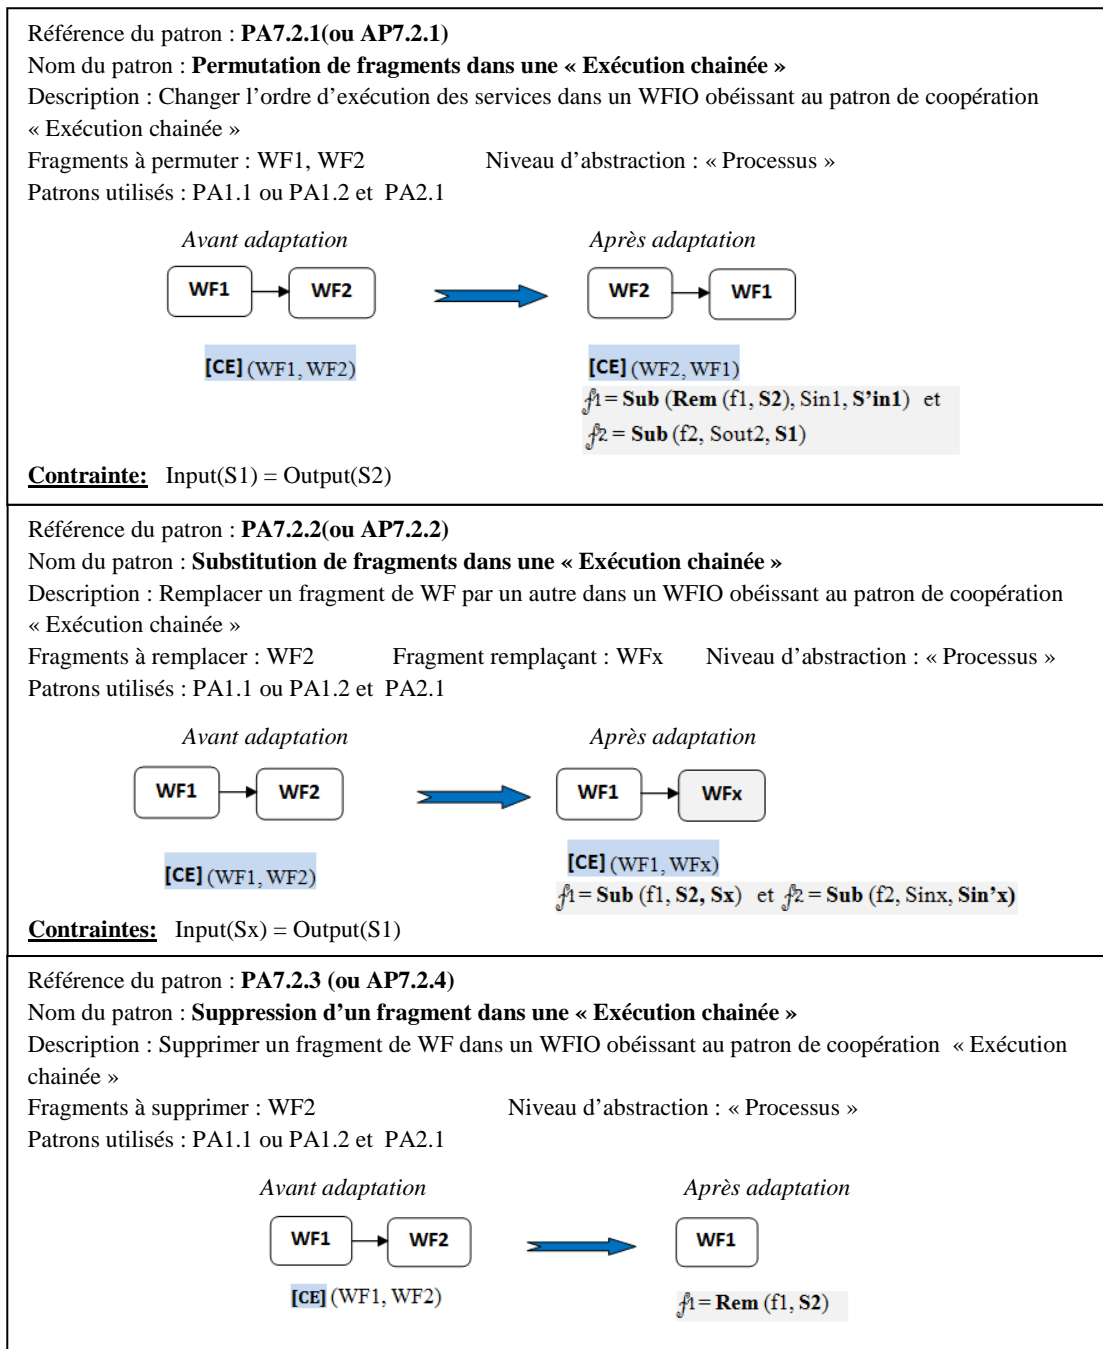 Référence du patron : PA7.2.1(ou AP7.2.1)
Nom du patron : Permutation de fragments dans une « Exécution chainée »
Description : Changer l’ordre d’exécution des services dans un WFIO obéissant au patron de coopération
« Exécution chainée »
Fragments à permuter : WF1, WF2 Niveau d’abstraction : « Processus »
Patrons utilisés : PA1.1 ou PA1.2 et PA2.1
Avant adaptation Après adaptation
WF1 WF2 WF2 WF1
[CE] (WF1, WF2) [CE] (WF2, WF1)
f1 = Sub (Rem (f1, S2), Sin1, S’in1) et
f2 = Sub (f2, Sout2, S1)
Contrainte: Input(S1) = Output(S2)
Référence du patron : PA7.2.2(ou AP7.2.2)
Nom du patron : Substitution de fragments dans une « Exécution chainée »
Description : Remplacer un fragment de WF par un autre dans un WFIO obéissant au patron de coopération
« Exécution chainée »
Fragments à remplacer : WF2 Fragment remplaçant : WFx Niveau d’abstraction : « Processus »
Patrons utilisés : PA1.1 ou PA1.2 et PA2.1
Avant adaptation Après adaptation
WF1 WF2 WF1 WFx
[CE] (WF1, WF2) [CE] (WF1, WFx)
f1 = Sub (f1, S2, Sx) et f2 = Sub (f2, Sinx, Sin’x)
Contraintes: Input(Sx) = Output(S1)
Référence du patron : PA7.2.3 (ou AP7.2.4)
Nom du patron : Suppression d’un fragment dans une « Exécution chainée »
Description : Supprimer un fragment de WF dans un WFIO obéissant au patron de coopération « Exécution
chainée »
Fragments à supprimer : WF2 Niveau d’abstraction : « Processus »
Patrons utilisés : PA1.1 ou PA1.2 et PA2.1
Avant adaptation Après adaptation
WF1 WF2 WF1
[CE] (WF1, WF2) f1 = Rem (f1, S2)